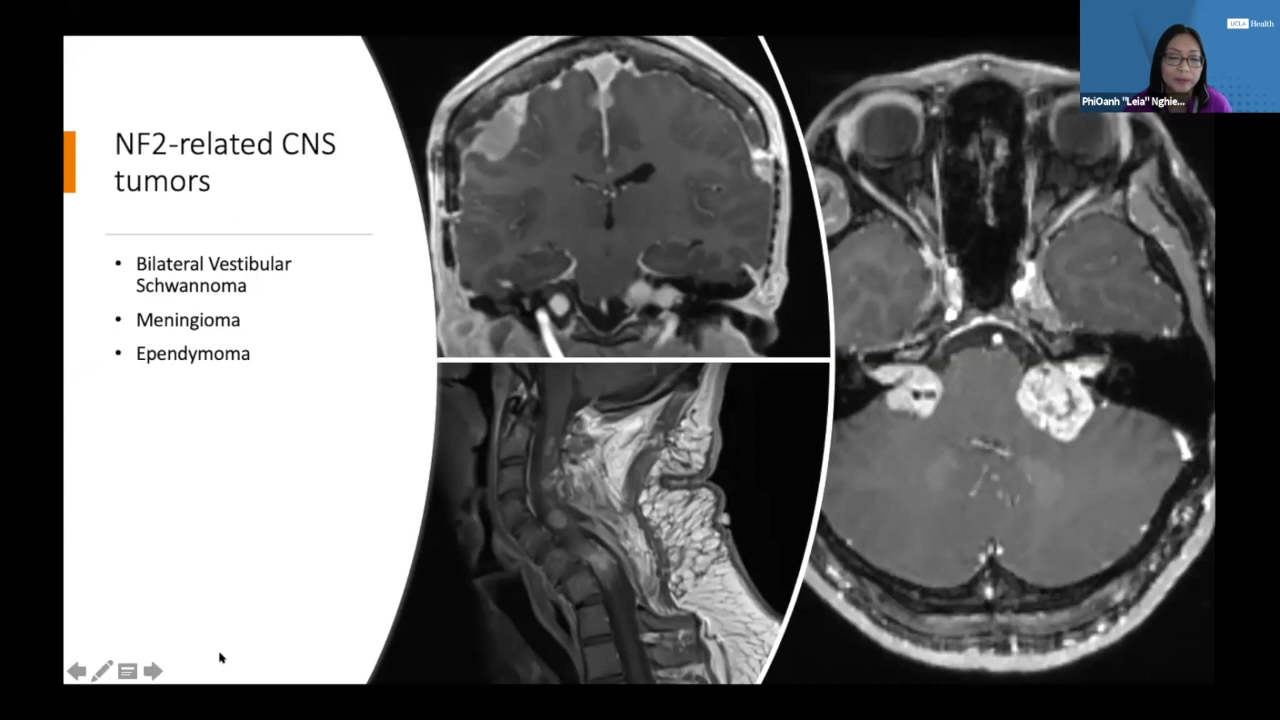 UCLA Health
PhiOanh "Leia" Nghie...
NF2-related CNS
tumors
• Bilateral Vestibular
Schwannoma
• Meningioma
• Ependymoma